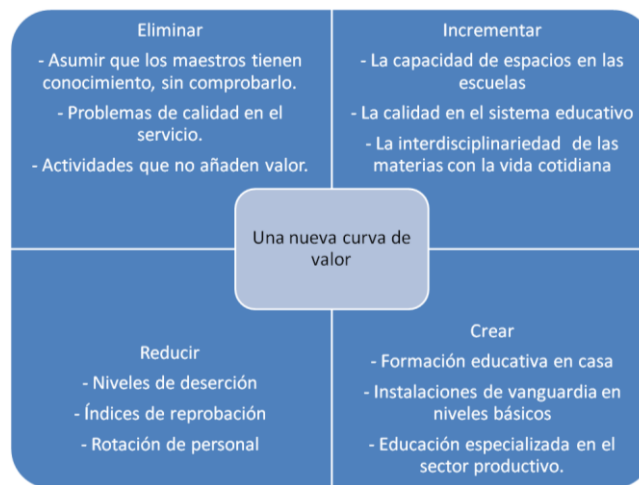 Eliminar
- Asumir que los maestros tienen
conocimiento, sin comprobarlo.
- Problemas de calidad en el
servicio.
- Actividades que no añaden valor.
Incrementar
- La capacidad de espacios en las
escuelas
- La calidad en el sistema educativo
- La interdisciplinariedad de las
materias con la vida cotidiana
Una nueva curva de
valor
Reducir
- Niveles de deserción
- Índices de reprobación
- Rotación de personal
Crear
- Formación educativa en casa
- Instalaciones de vanguardia en
niveles básicos
- Educación especializada en el
sector productivo.